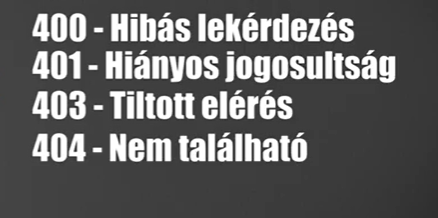 400 - Hibás lekérdezés
401 - Hiányos jogosultság
403 - Tiltott elérés
404 - Nem található